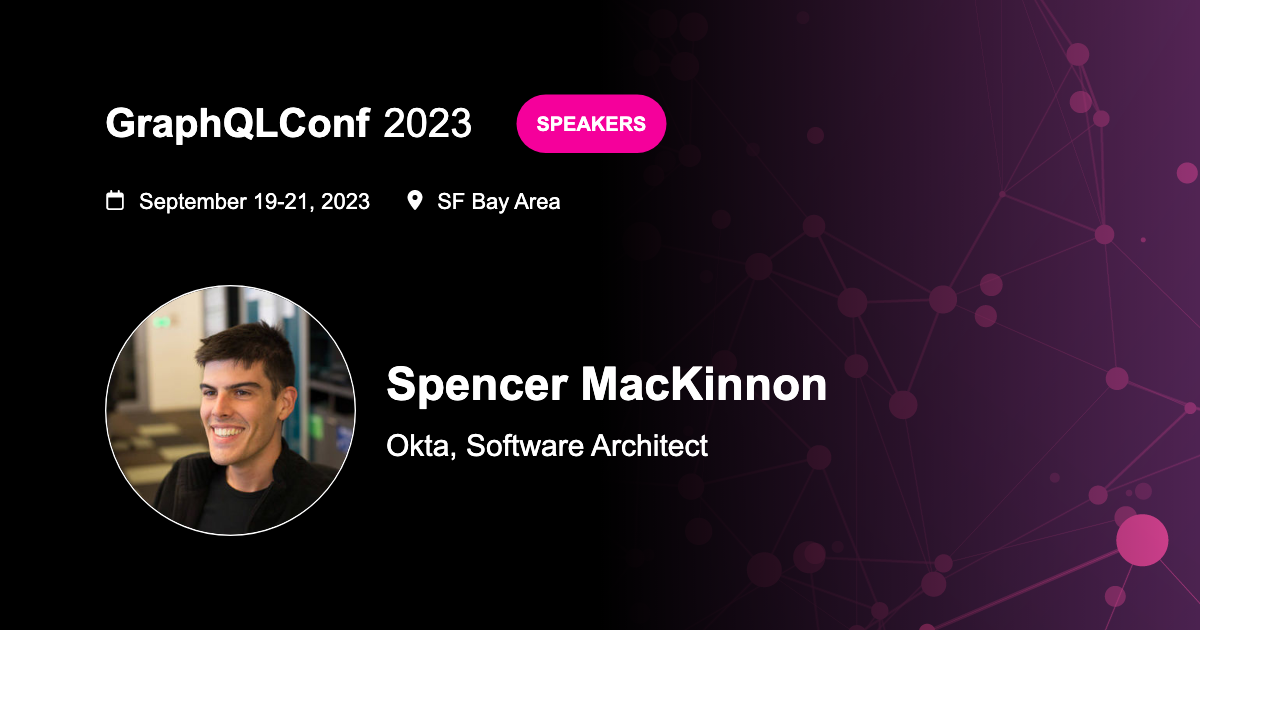 GraphQLConf 2023 SPEAKERS
September 19-21, 2023 SF Bay Area
Spencer MacKinnon
Okta, Software Architect